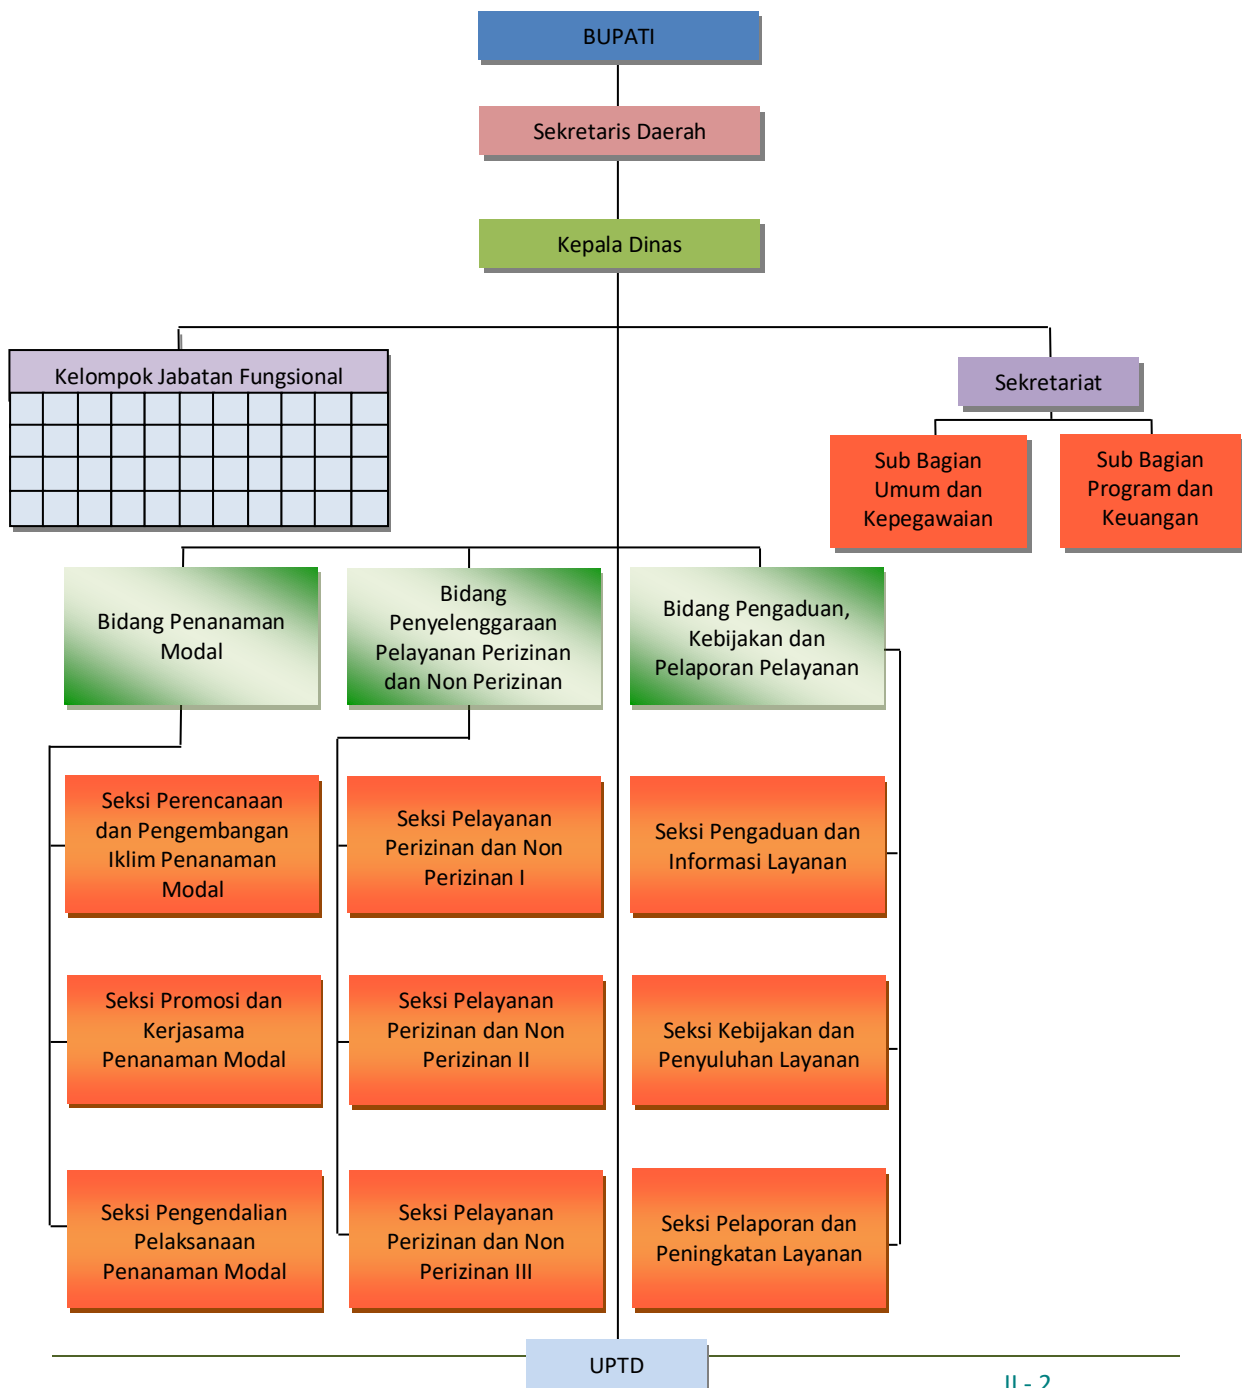 BUPATI
Sekretaris Daerah
Kepala Dinas
Kelompok Jabatan Fungsional
Sekretariat
Sub Bagian
Umum dan
Kepegawaian
Sub Bagian
Program dan
Keuangan
Bidang Penanaman
Modal
Bidang
Penyelenggaraan
Pelayanan Perizinan
dan Non Perizinan
Bidang Pengaduan,
Kebijakan dan
Pelaporan Pelayanan
Seksi Perencanaan
dan Pengembangan
Iklim Penanaman
Modal
Seksi Pelayanan
Perizinan dan Non
Perizinan I
Seksi Pengaduan dan
Informasi Layanan
Seksi Promosi dan
Kerjasama
Penanaman Modal
Seksi Pelayanan
Perizinan dan Non
Perizinan II
Seksi Kebijakan dan
Penyuluhan Layanan
Seksi Pengendalian
Pelaksanaan
Penanaman Modal
Seksi Pelayanan
Perizinan dan Non
Perizinan III
Seksi Pelaporan dan
Peningkatan Layanan
UPTD
II - 2